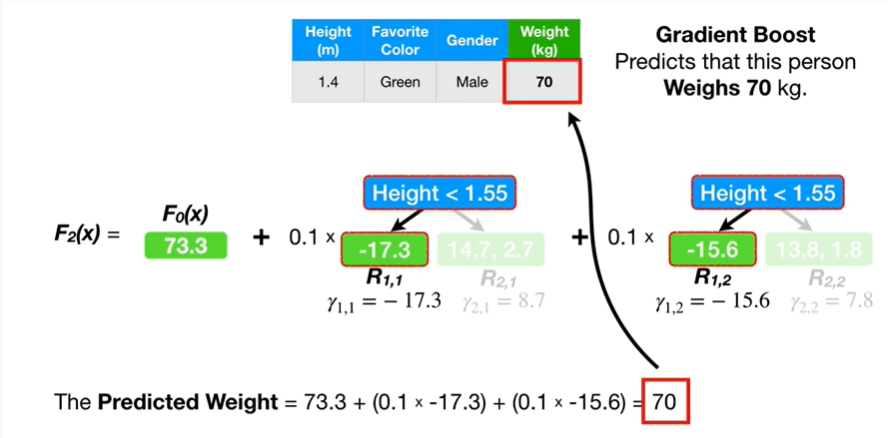 Height (m) Favorite Color Gender Weight (kg)
1.4 Green Male 70
Gradient Boost
Predicts that this person
Weighs 70 kg.
F₂(x) = F₀(x) 73.3 + 0.1 × Height < 1.55
-17.3 14.7, 2.7
R₁,₁ R₂,₁
γ₁,₁ = − 17.3 γ₂,₁ = 8.7
+ 0.1 × Height < 1.55
-15.6 13.8, 1.8
R₁,₂ R₂,₂
γ₁,₂ = − 15.6 γ₂,₂ = 7.8
The Predicted Weight = 73.3 + (0.1 × -17.3) + (0.1 × -15.6) = 70